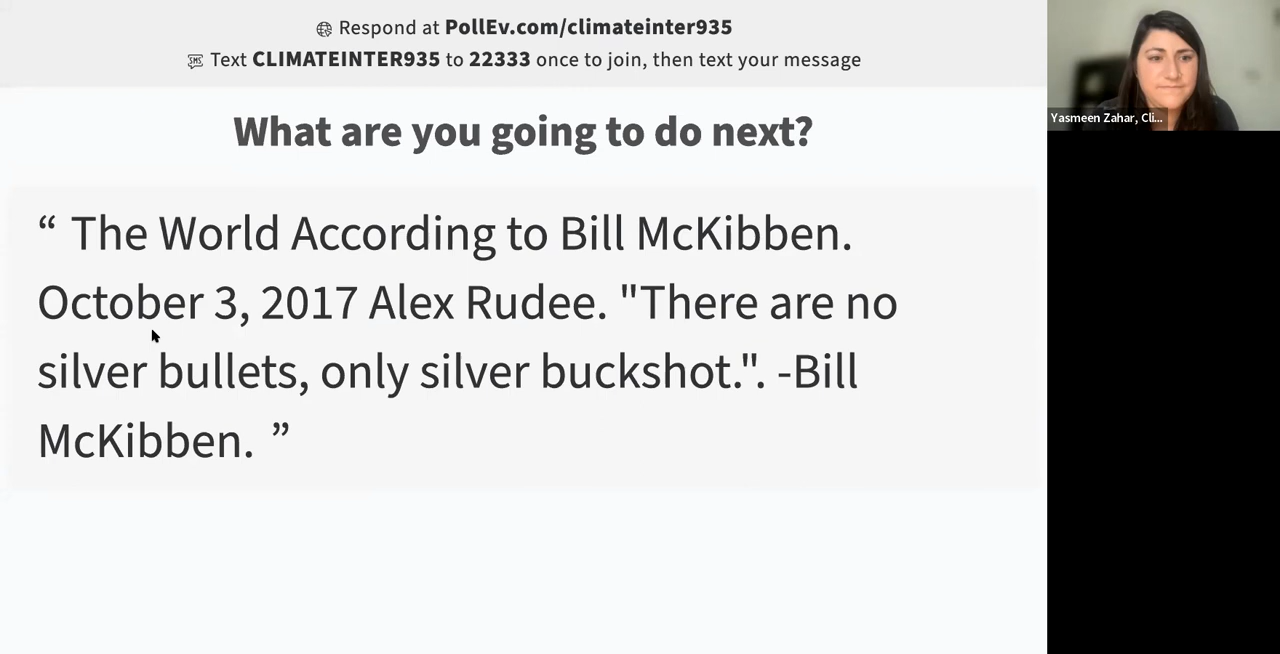 Respond at PollEv.com/climateinter935
Text CLIMATEINTER935 to 22333 once to join, then text your message
What are you going to do next?
“ The World According to Bill McKibben.
October 3, 2017 Alex Rudee. "There are no
silver bullets, only silver buckshot.". -Bill
McKibben. ”
Yasmeen Zahar, Cli...